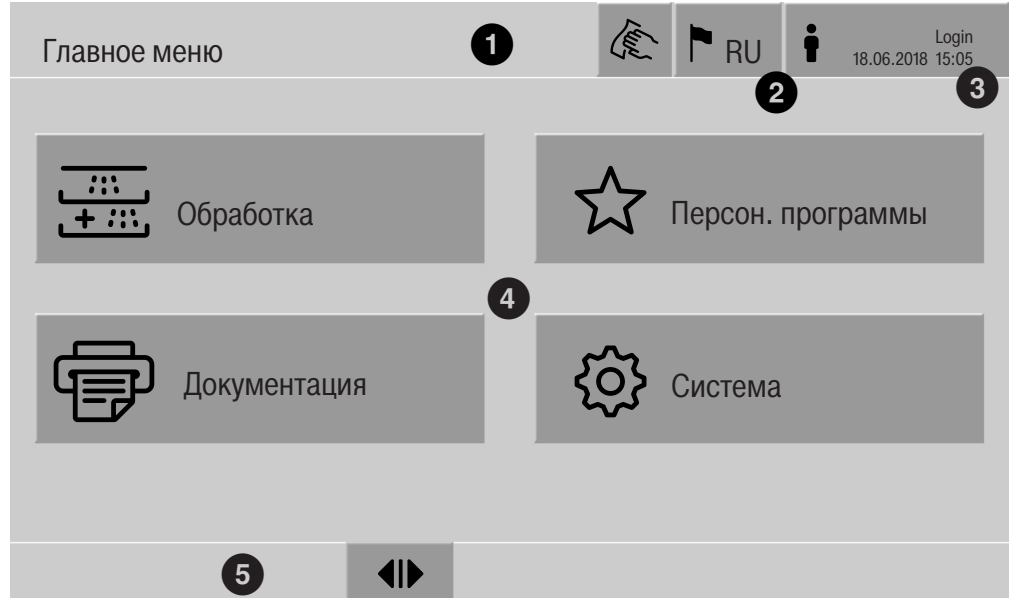 Главное меню
1
RU
2
Login
18.06.2018 15:05
3
Обработка
Персон. программы
4
Документация
Система
5